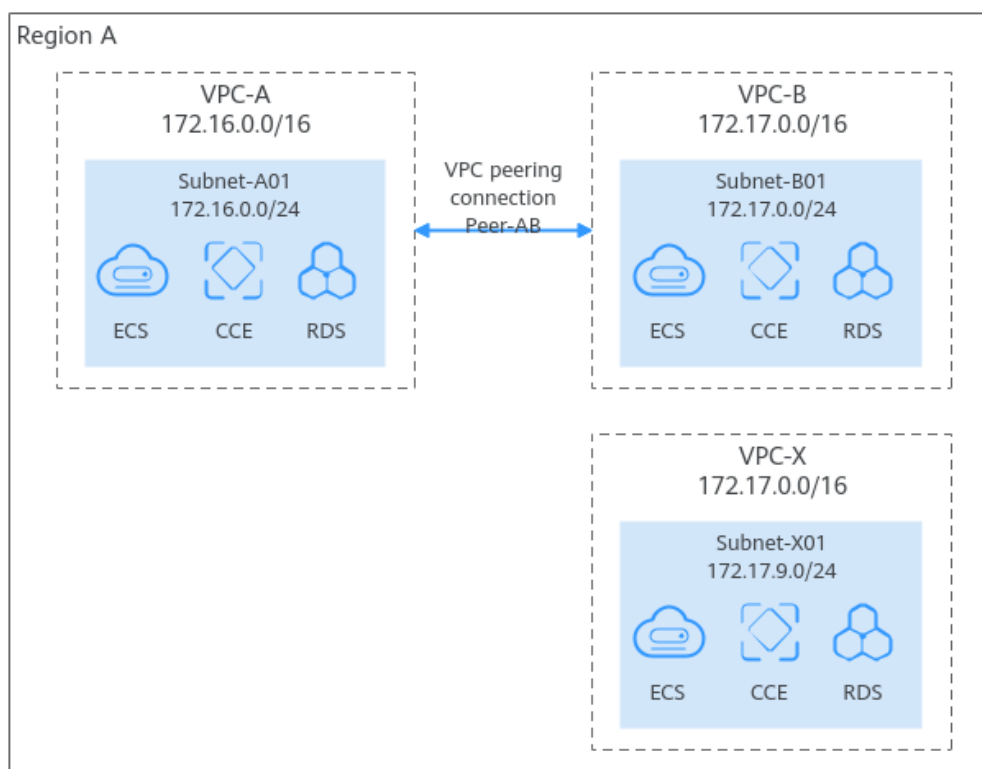 Region A
VPC-A
172.16.0.0/16
Subnet-A01
172.16.0.0/24
ECS
CCE
RDS
VPC peering
connection
Peer-AB
VPC-B
172.17.0.0/16
Subnet-B01
172.17.0.0/24
ECS
CCE
RDS
VPC-X
172.17.0.0/16
Subnet-X01
172.17.9.0/24
ECS
CCE
RDS